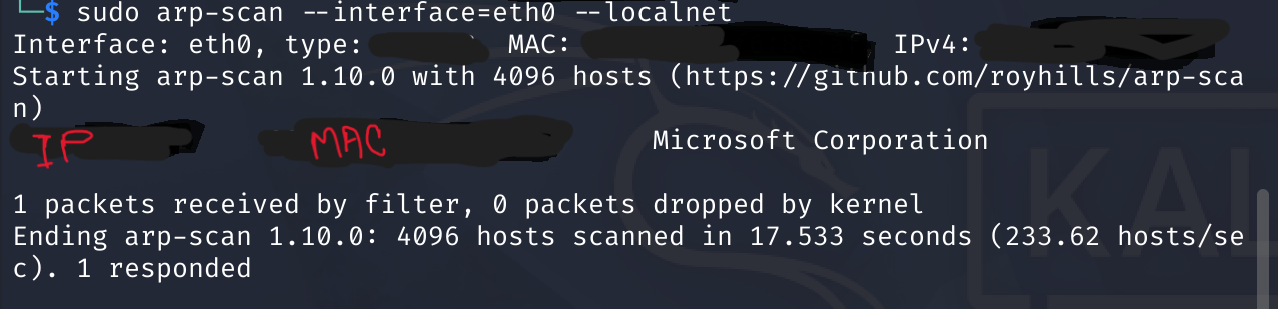 └─$ sudo arp-scan --interface=eth0 --localnet
Interface: eth0, type: MAC: IPv4:
Starting arp-scan 1.10.0 with 4096 hosts (https://github.com/royhills/arp-sca
n)
IP MAC Microsoft Corporation
1 packets received by filter, 0 packets dropped by kernel
Ending arp-scan 1.10.0: 4096 hosts scanned in 17.533 seconds (233.62 hosts/se
c). 1 responded
KAL